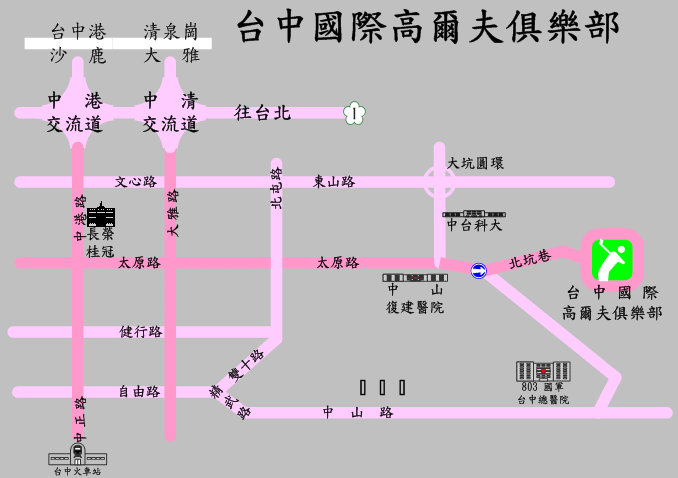 台中國際高爾夫俱樂部
台中港
清泉崗
沙鹿
大雅
中港
交流道
中清
交流道
往台北
1
大坑圓環
文心路
東山路
北屯路
大雅路
中港路
長榮
桂冠
中台科大
太原路
太原路
北坑巷
中山
復建醫院
台中國際
高爾夫俱樂部
健行路
雙十路
精武路
自由路
中山路
803 國軍
台中總醫院
中正路
台中火車站